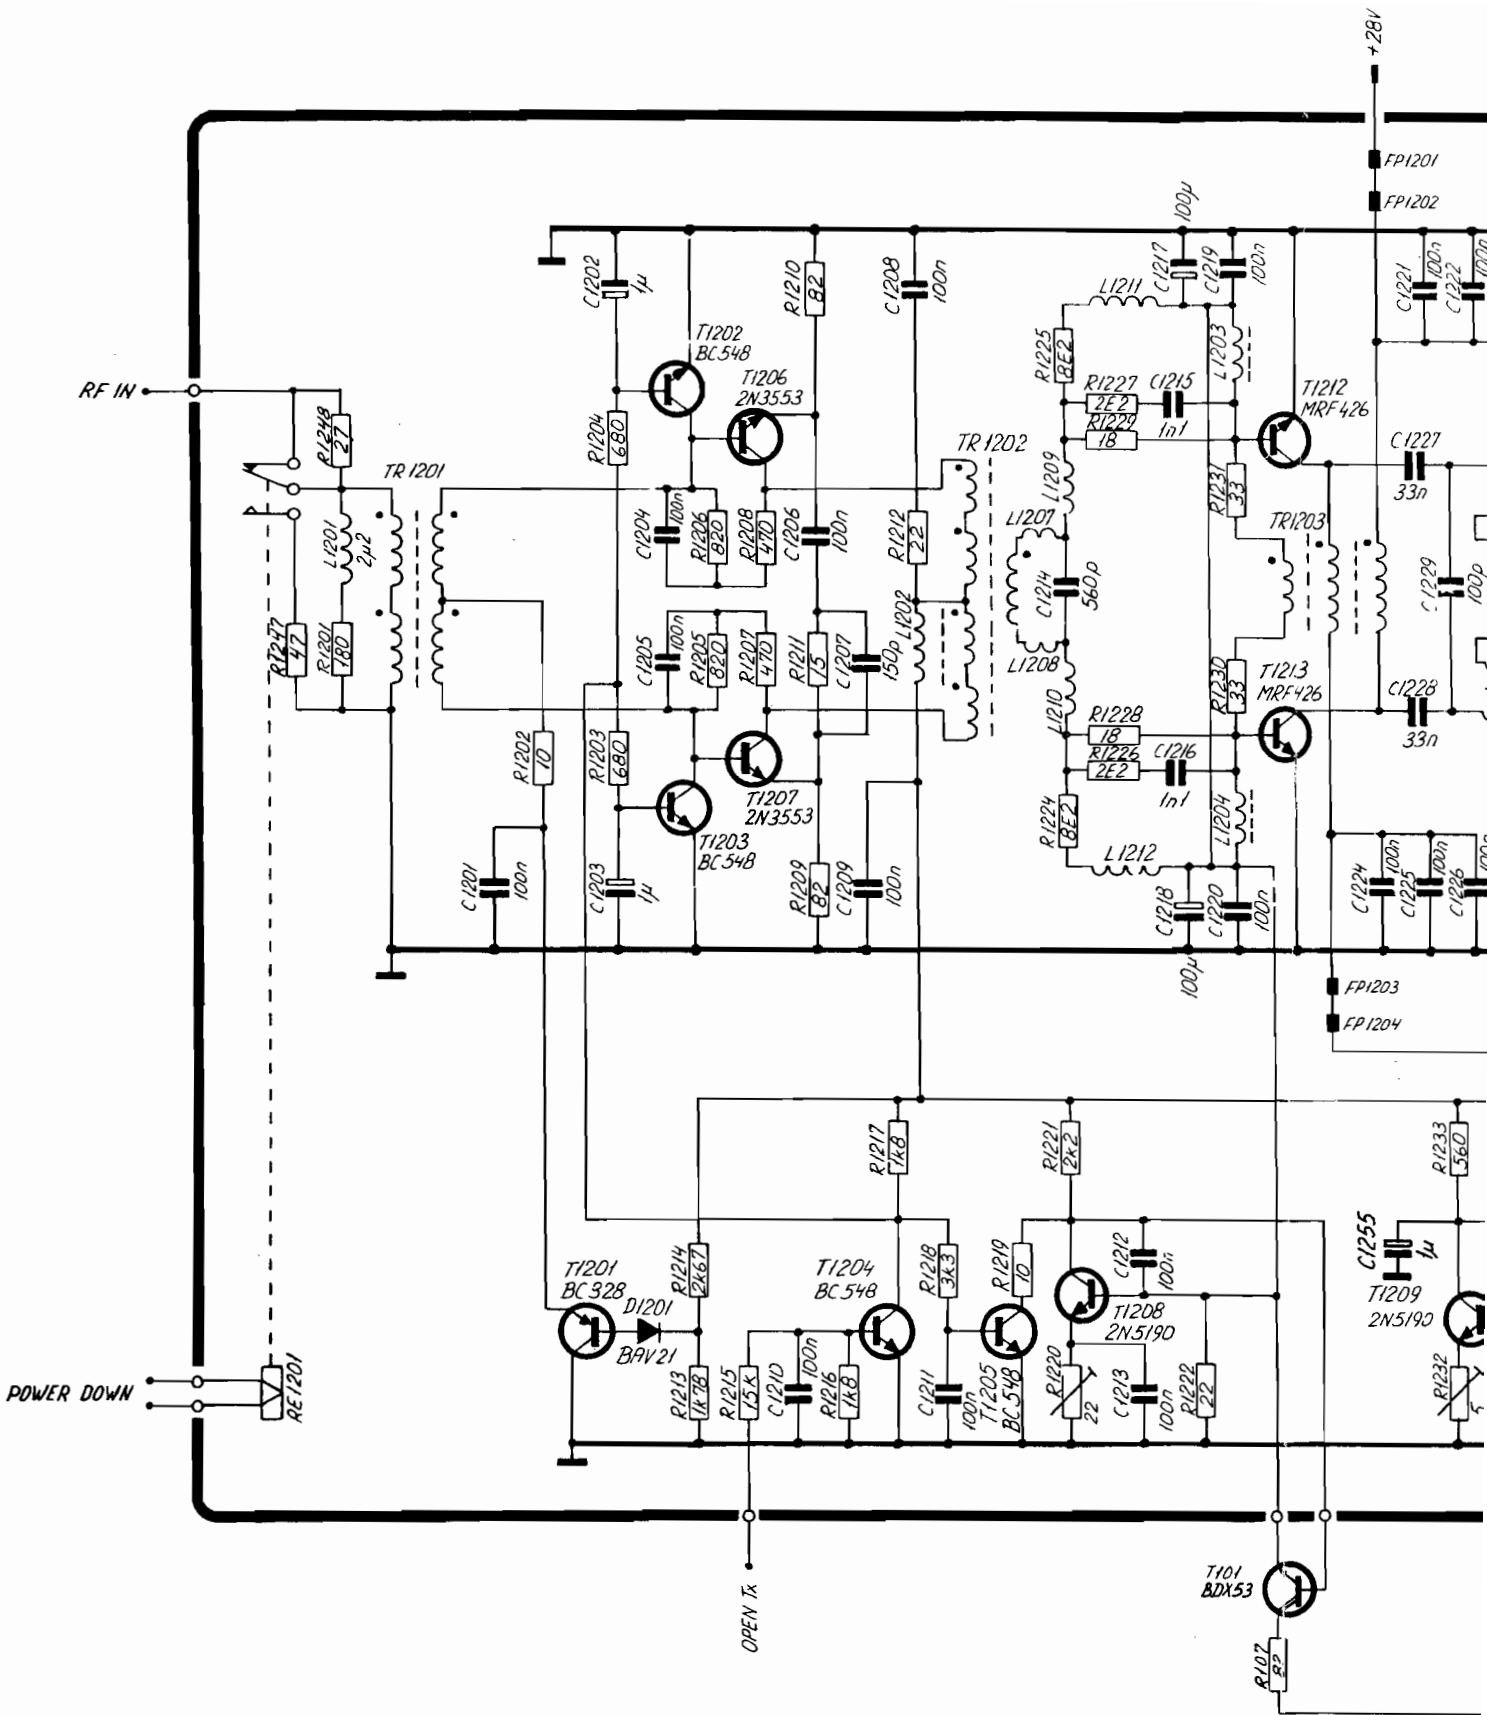 +28V
FP1201
FP1202
C1202
1µ
R1210
82
C1208
100n
100µ
C1217
C1219
100n
C1221
100n
C1222
100n
L1211
R1225
8E2
L1203
T1202
BC548
T1206
2N3553
R1227
2E2
C1215
1n1
R1229
18
T1212
MRF426
RF IN
R1248
27
R1204
680
TR1201
TR1202
L1209
R1231
33
C1227
33n
L1201
2µ2
C1204
100n
R1206
820
R1208
470
C1206
100n
R1212
22
L1207
C1214
560p
TR1203
C1229
100p
R1247
47
R1201
180
C1205
100n
R1205
820
R1207
470
R1211
15
C1207
150p
L1202
L1208
L1210
R1230
33
T1213
MRF426
C1228
33n
R1202
10
R1203
680
T1207
2N3553
R1228
18
R1226
2E2
C1216
1n1
T1203
BC548
R1224
8E2
L1204
L1212
C1201
100n
C1203
1µ
R1209
82
C1209
100n
C1218
100µ
C1220
100n
C1224
100n
C1225
100n
C1226
100n
FP1203
FP1204
R1217
1k8
R1221
2k2
R1233
560
T1201
BC328
D1201
BAV21
R1214
2k67
T1204
BC548
R1218
3k3
R1219
10
C1212
100n
T1208
2N5190
C1255
1µ
T1209
2N5190
POWER DOWN
RE1201
R1213
1k78
R1215
15k
C1210
100n
R1216
1k8
C1211
100n
T1205
BC548
R1220
22
C1213
100n
R1222
22
R1232
5
OPEN Tx
T101
BDX53
R107
82